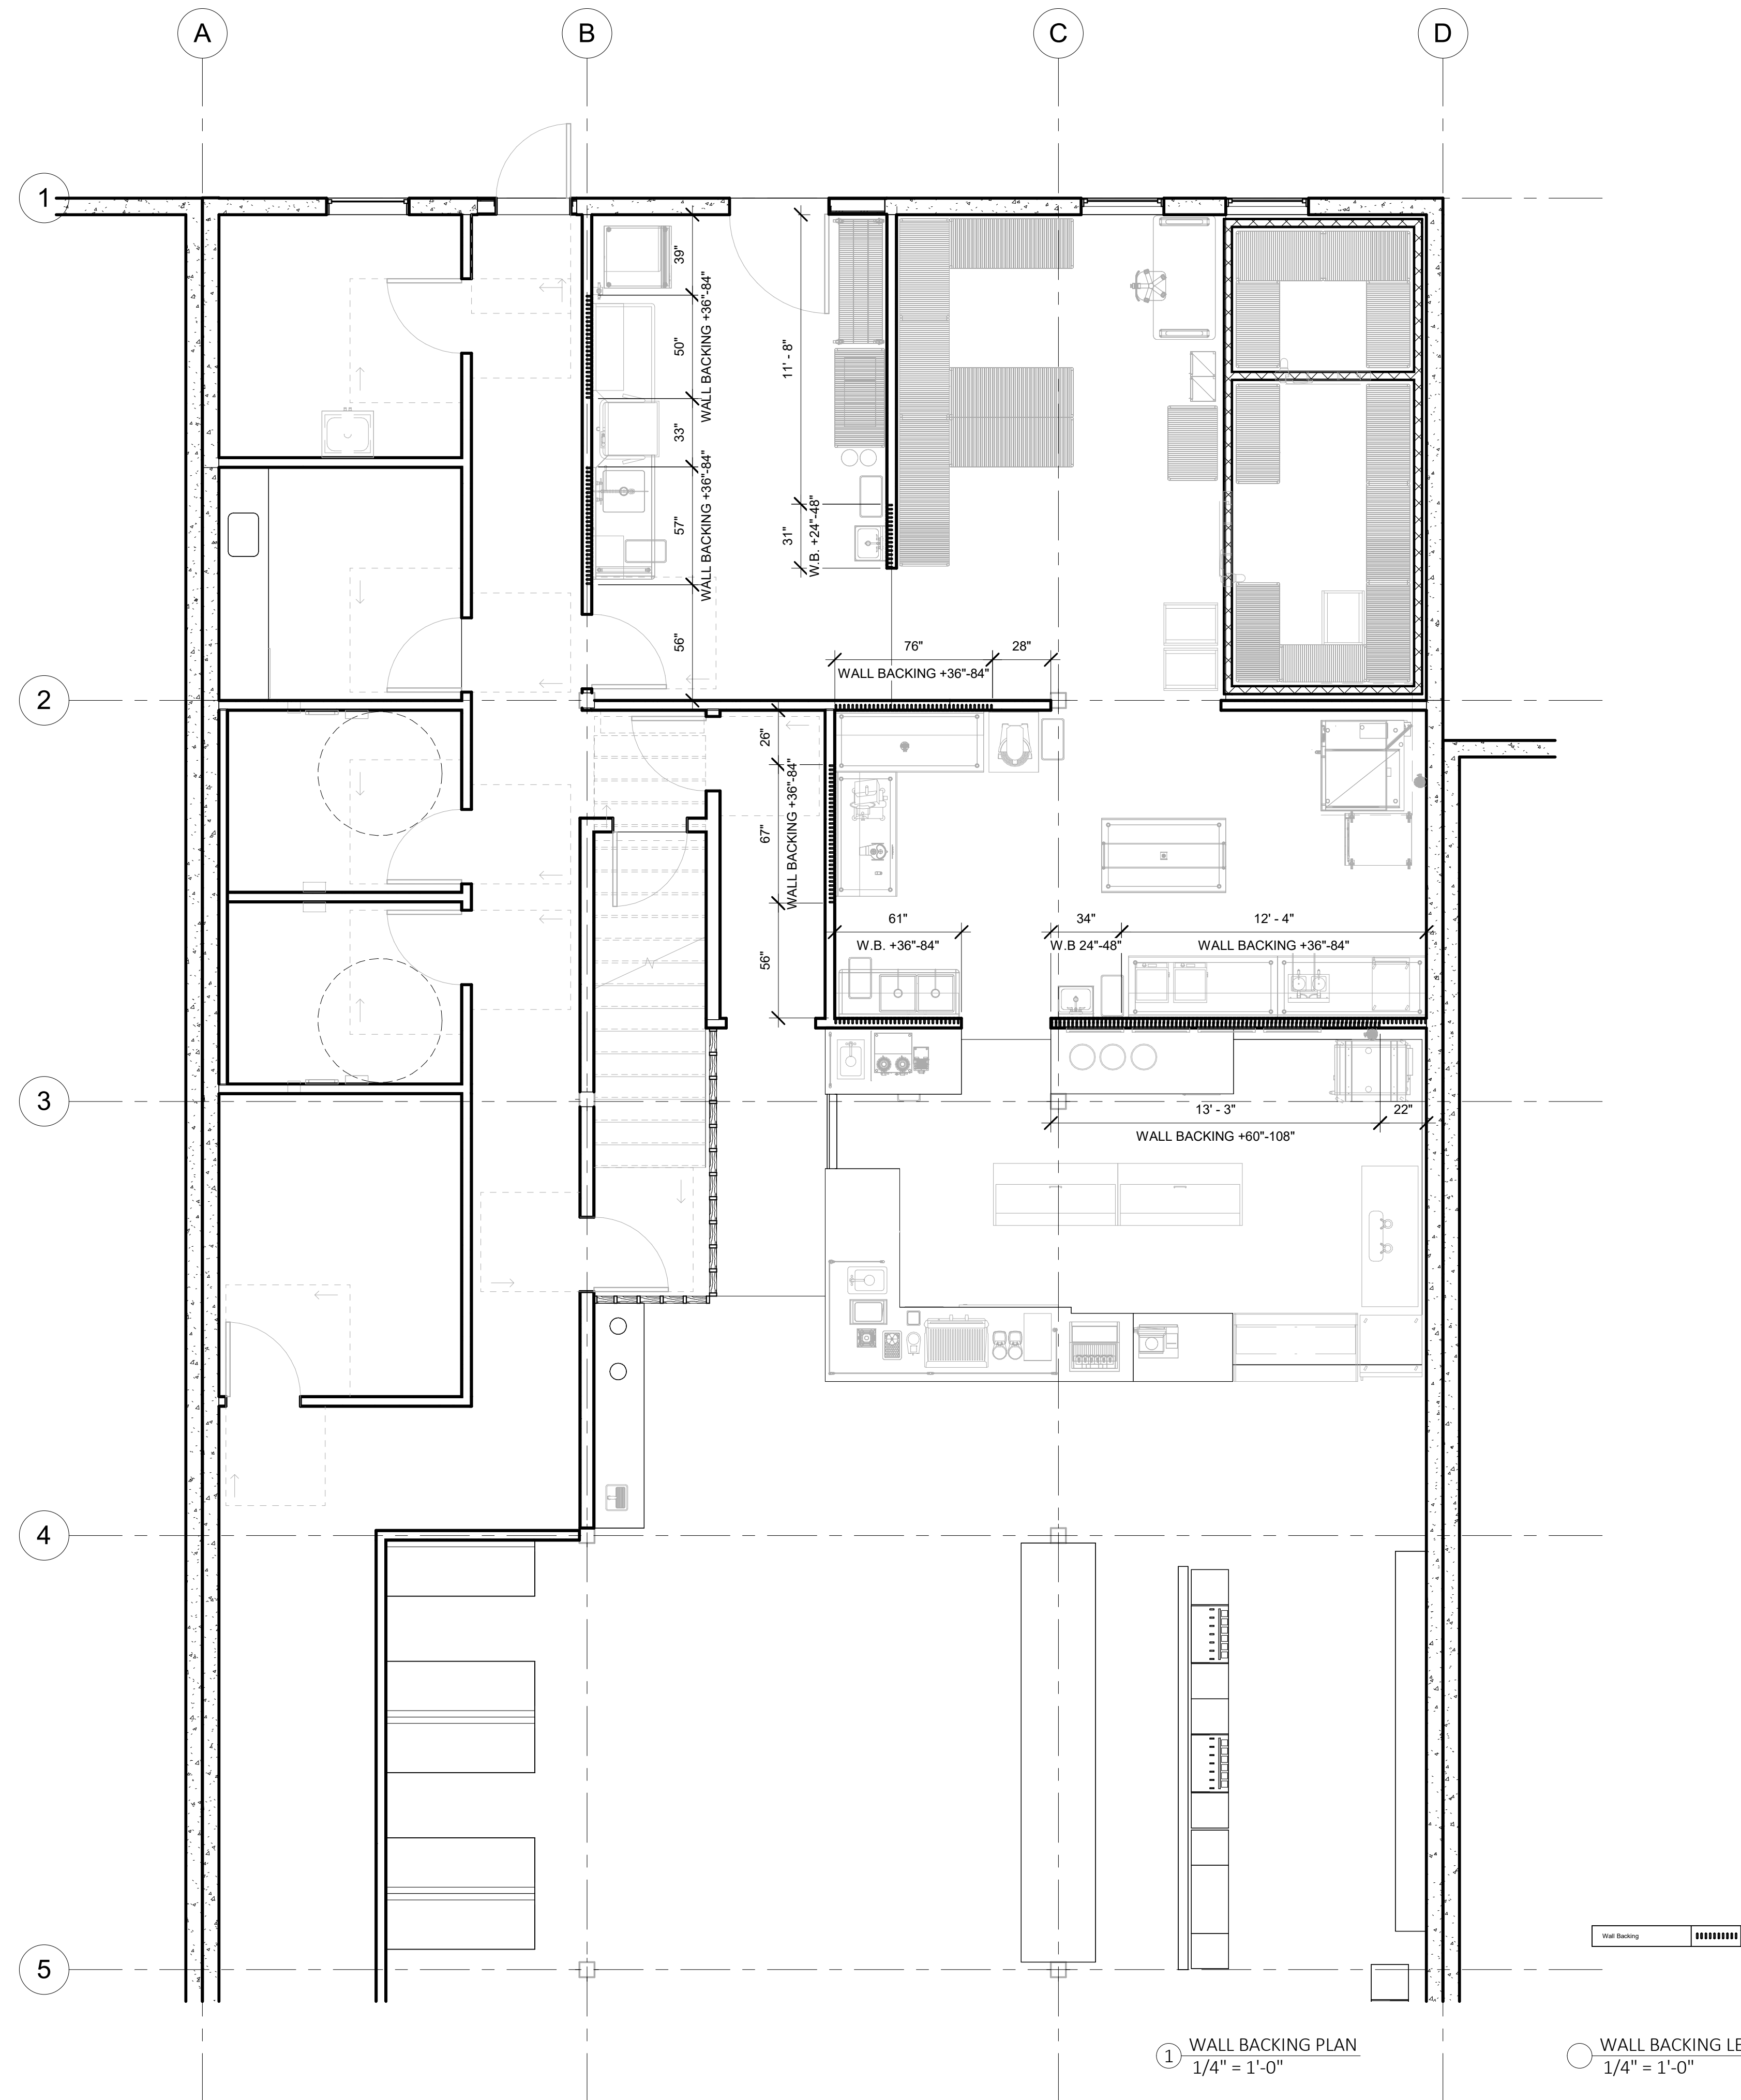 A
B
C
D
1
39"
WALL BACKING +36"-84"
50"
33"
WALL BACKING +36"-84"
57"
56"
11' - 8"
31"
W.B. +24"-48"
76"
28"
WALL BACKING +36"-84"
2
26"
WALL BACKING +36"-84"
67"
56"
61"
W.B. +36"-84"
34"
12' - 4"
W.B 24"-48"
WALL BACKING +36"-84"
3
13' - 3"
22"
WALL BACKING +60"-108"
4
Wall Backing
5
1
WALL BACKING PLAN
1/4" = 1'-0"
WALL BACKING LE
1/4" = 1'-0"